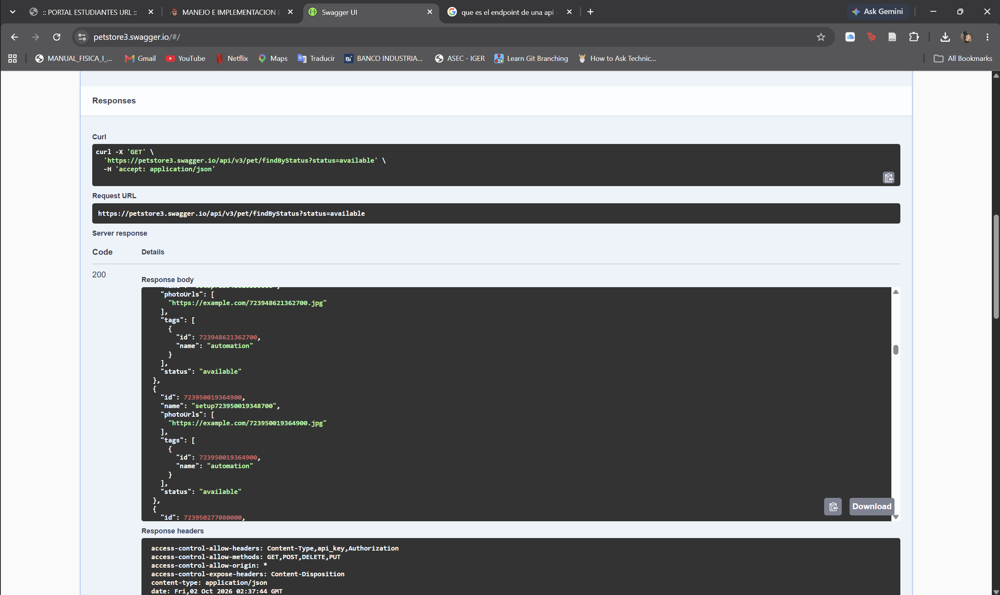 :: PORTAL ESTUDIANTES URL ::
MANEJO E IMPLEMENTACION
Swagger UI
que es el endpoint de una api -
Ask Gemini
petstore3.swagger.io/#/
MANUAL_FISICA_I_...
Gmail
YouTube
Netflix
Maps
Traducir
BANCO INDUSTRIA...
ASEC - IGER
Learn Git Branching
How to Ask Technic...
All Bookmarks
Responses
Curl
curl -X 'GET' \
'https://petstore3.swagger.io/api/v3/pet/findByStatus?status=available' \
-H 'accept: application/json'
Request URL
https://petstore3.swagger.io/api/v3/pet/findByStatus?status=available
Server response
Code Details
200
Response body
"photoUrls": [
"https://example.com/723948621362700.jpg"
],
"tags": [
{
"id": 723948621362700,
"name": "automation"
}
],
"status": "available"
},
{
"id": 723950019364900,
"name": "setup723950019348700",
"photoUrls": [
"https://example.com/723950019364900.jpg"
],
"tags": [
{
"id": 723950019364900,
"name": "automation"
}
],
"status": "available"
},
{
"id": 723950277080000,
Download
Response headers
access-control-allow-headers: Content-Type,api_key,Authorization
access-control-allow-methods: GET,POST,DELETE,PUT
access-control-allow-origin: *
access-control-expose-headers: Content-Disposition
content-type: application/json
date: Fri,02 Oct 2026 02:37:44 GMT